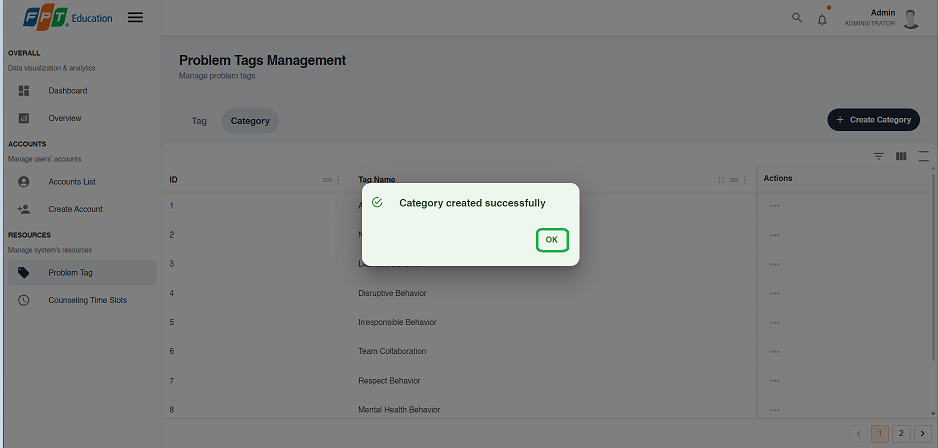 FPT Education
Admin
ADMINISTRATOR
OVERALL
Data visualization & analytics
Dashboard
Overview
ACCOUNTS
Manage users' accounts
Accounts List
Create Account
RESOURCES
Manage system's resources
Problem Tag
Counseling Time Slots
Problem Tags Management
Manage problem tags
Tag
Category
+ Create Category
ID
Tag Name
Actions
1
2
3
4
Disruptive Behavior
5
Irresponsible Behavior
6
Team Collaboration
7
Respect Behavior
8
Mental Health Behavior
Category created successfully
OK
1
2